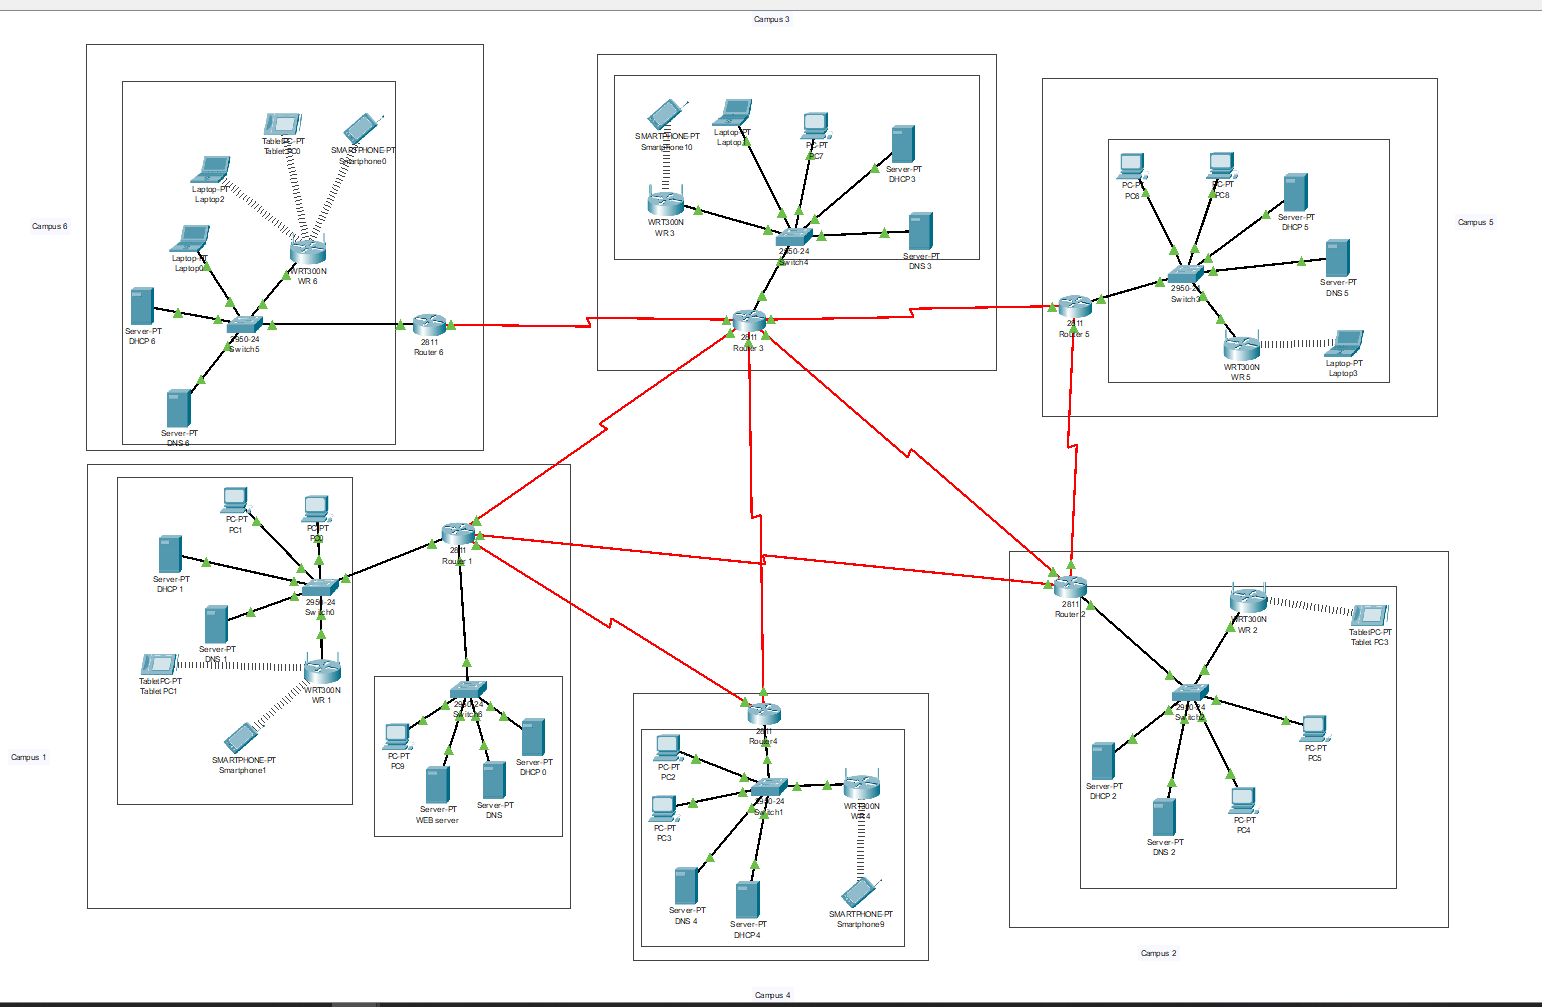 Campus 3
Campus 6
TabletPC-PT
Tablet PC0
SMARTPHONE-PT
Smartphone0
Laptop-PT
Laptop2
Laptop-PT
Laptop0
WRT300N
WR 6
Server-PT
DHCP 6
2950-24
Switch5
2811
Router 6
Server-PT
DNS 6
SMARTPHONE-PT
Smartphone10
Laptop-PT
PC-PT
PC7
Server-PT
DHCP3
WRT300N
WR 3
2950-24
Switch4
Server-PT
DNS 3
2811
Router 3
Campus 5
PC-PT
PC6
PC-PT
PC8
Server-PT
DHCP 5
2950-24
Switch3
Server-PT
DNS 5
2811
Router 5
WRT300N
WR 5
Laptop-PT
Laptop3
Campus 1
PC-PT
PC1
PC-PT
PC0
Server-PT
DHCP 1
2950-24
Switch0
Server-PT
DNS 1
TabletPC-PT
Tablet PC1
WRT300N
WR 1
SMARTPHONE-PT
Smartphone1
2811
Router 1
2950-24
PC-PT
PC9
Server-PT
WEB server
Server-PT
DNS
Server-PT
DHCP 0
2811
Router4
PC-PT
PC2
PC-PT
PC3
2950-24
Switch1
WRT300N
WR 4
Server-PT
DNS 4
Server-PT
DHCP4
SMARTPHONE-PT
Smartphone9
Campus 4
2811
Router 2
WRT300N
WR 2
TabletPC-PT
Tablet PC3
2950-24
Switch2
PC-PT
PC5
Server-PT
DHCP 2
PC-PT
PC4
Server-PT
DNS 2
Campus 2